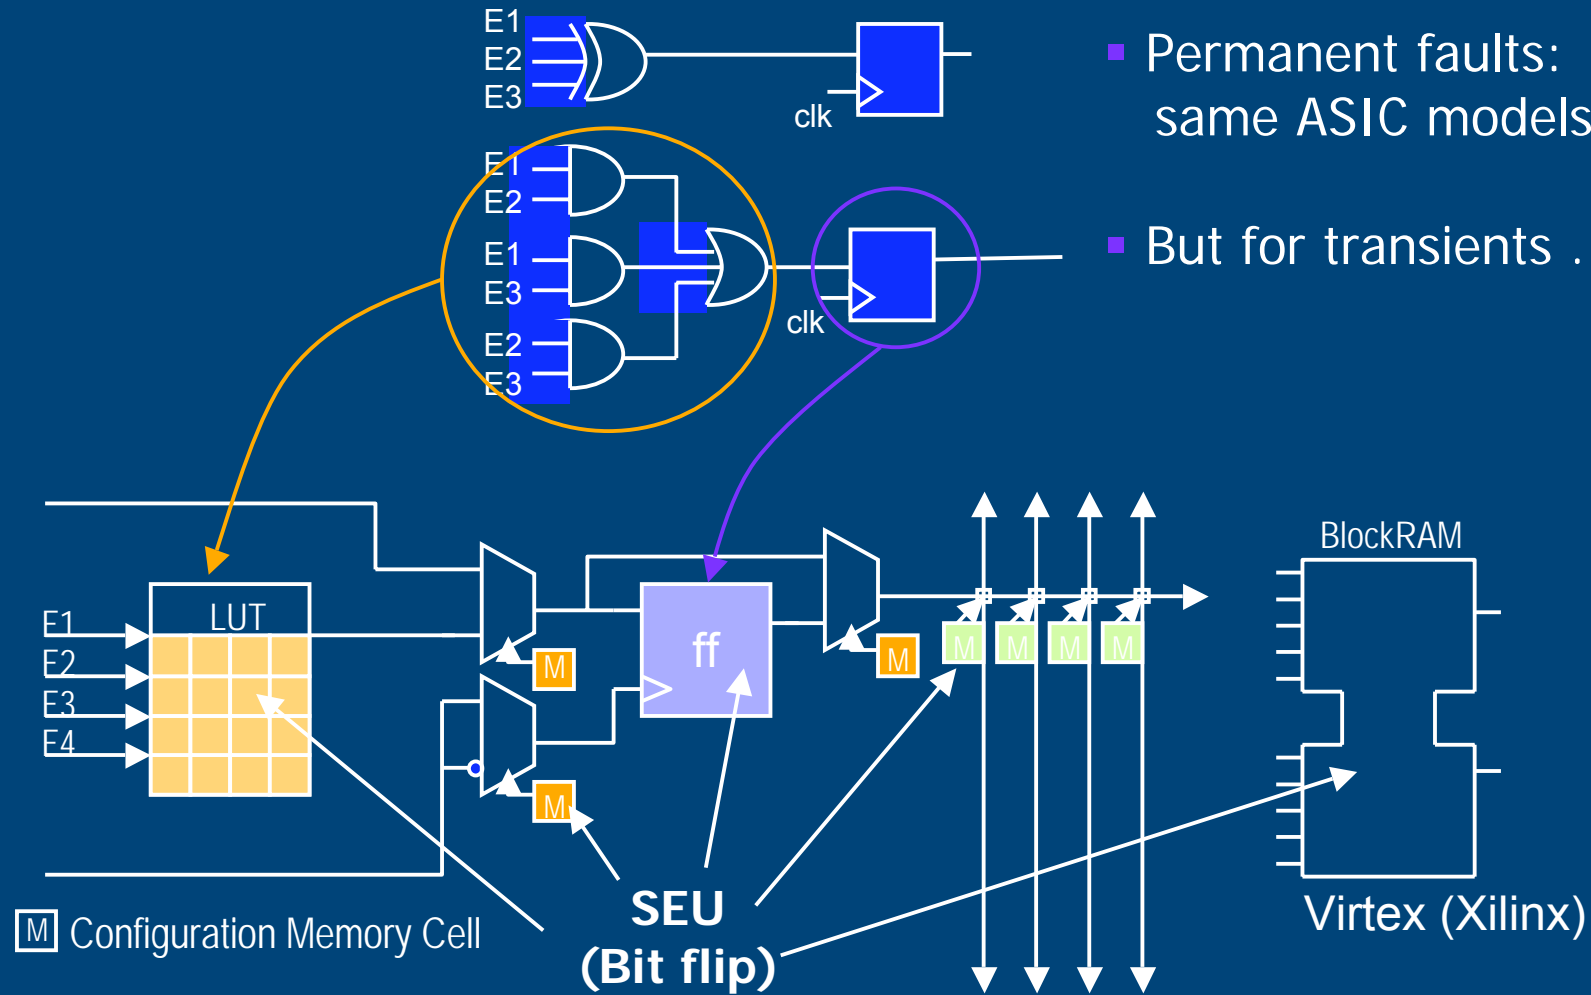 E1
E2
E3
clk
Permanent faults:
same ASIC models
E1
E2
E1
E3
E2
E3
clk
But for transients .
BlockRAM
LUT
E1
E2
E3
E4
ff
M
M
M
M
M
M
M
SEU
(Bit flip)
M Configuration Memory Cell
Virtex (Xilinx)